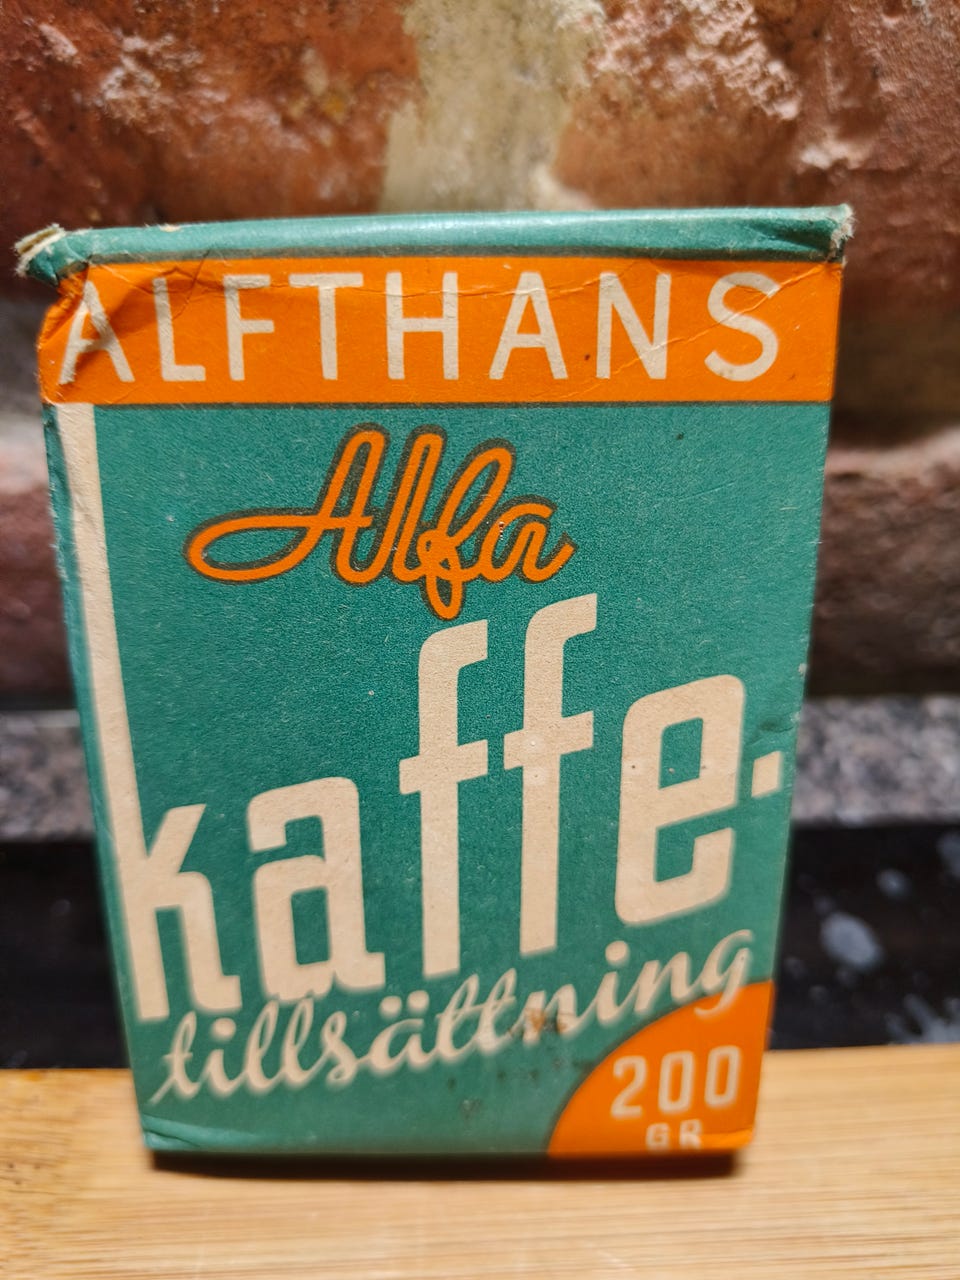 ALFTHANS
Alfa
kaffe-
tillsättning
200
GR